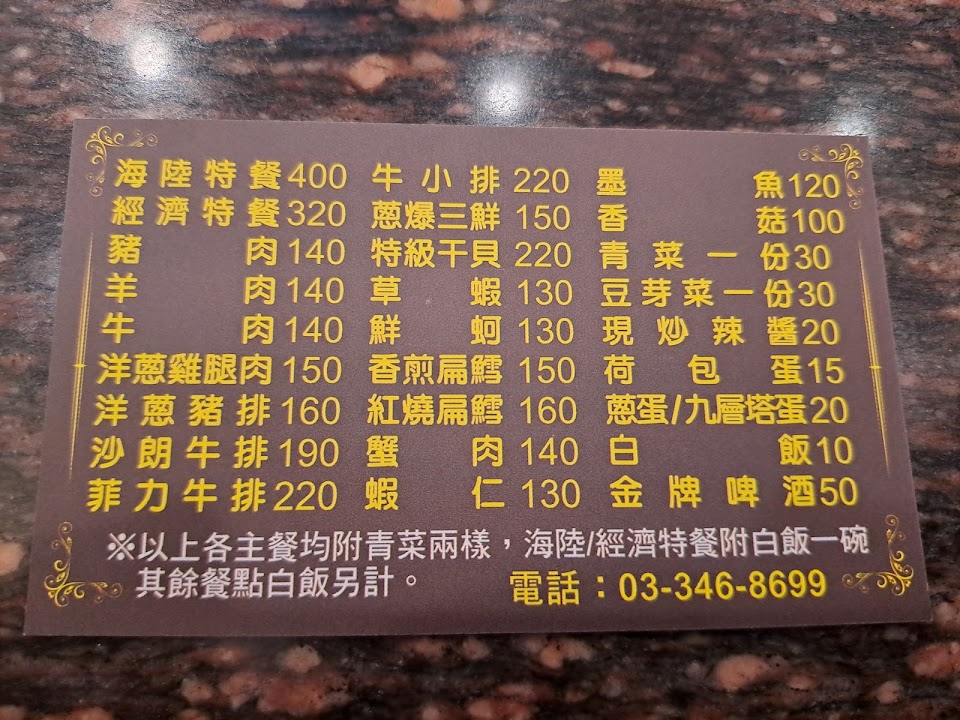 海陸特餐400
經濟特餐320
豬肉140
羊肉140
牛肉140
洋蔥雞腿肉150
洋蔥豬排160
沙朗牛排190
菲力牛排220
牛小排220
蔥爆三鮮150
特級干貝220
草蝦130
鮮蚵130
香煎扁鱈150
紅燒扁鱈160
蟹肉140
蝦仁130
墨魚120
香菇100
青菜一份30
豆芽菜一份30
現炒辣醬20
荷包蛋15
蔥蛋/九層塔蛋20
白飯10
金牌啤酒50
※以上各主餐均附青菜兩樣，海陸/經濟特餐附白飯一碗
其餘餐點白飯另計。
電話：03-346-8699